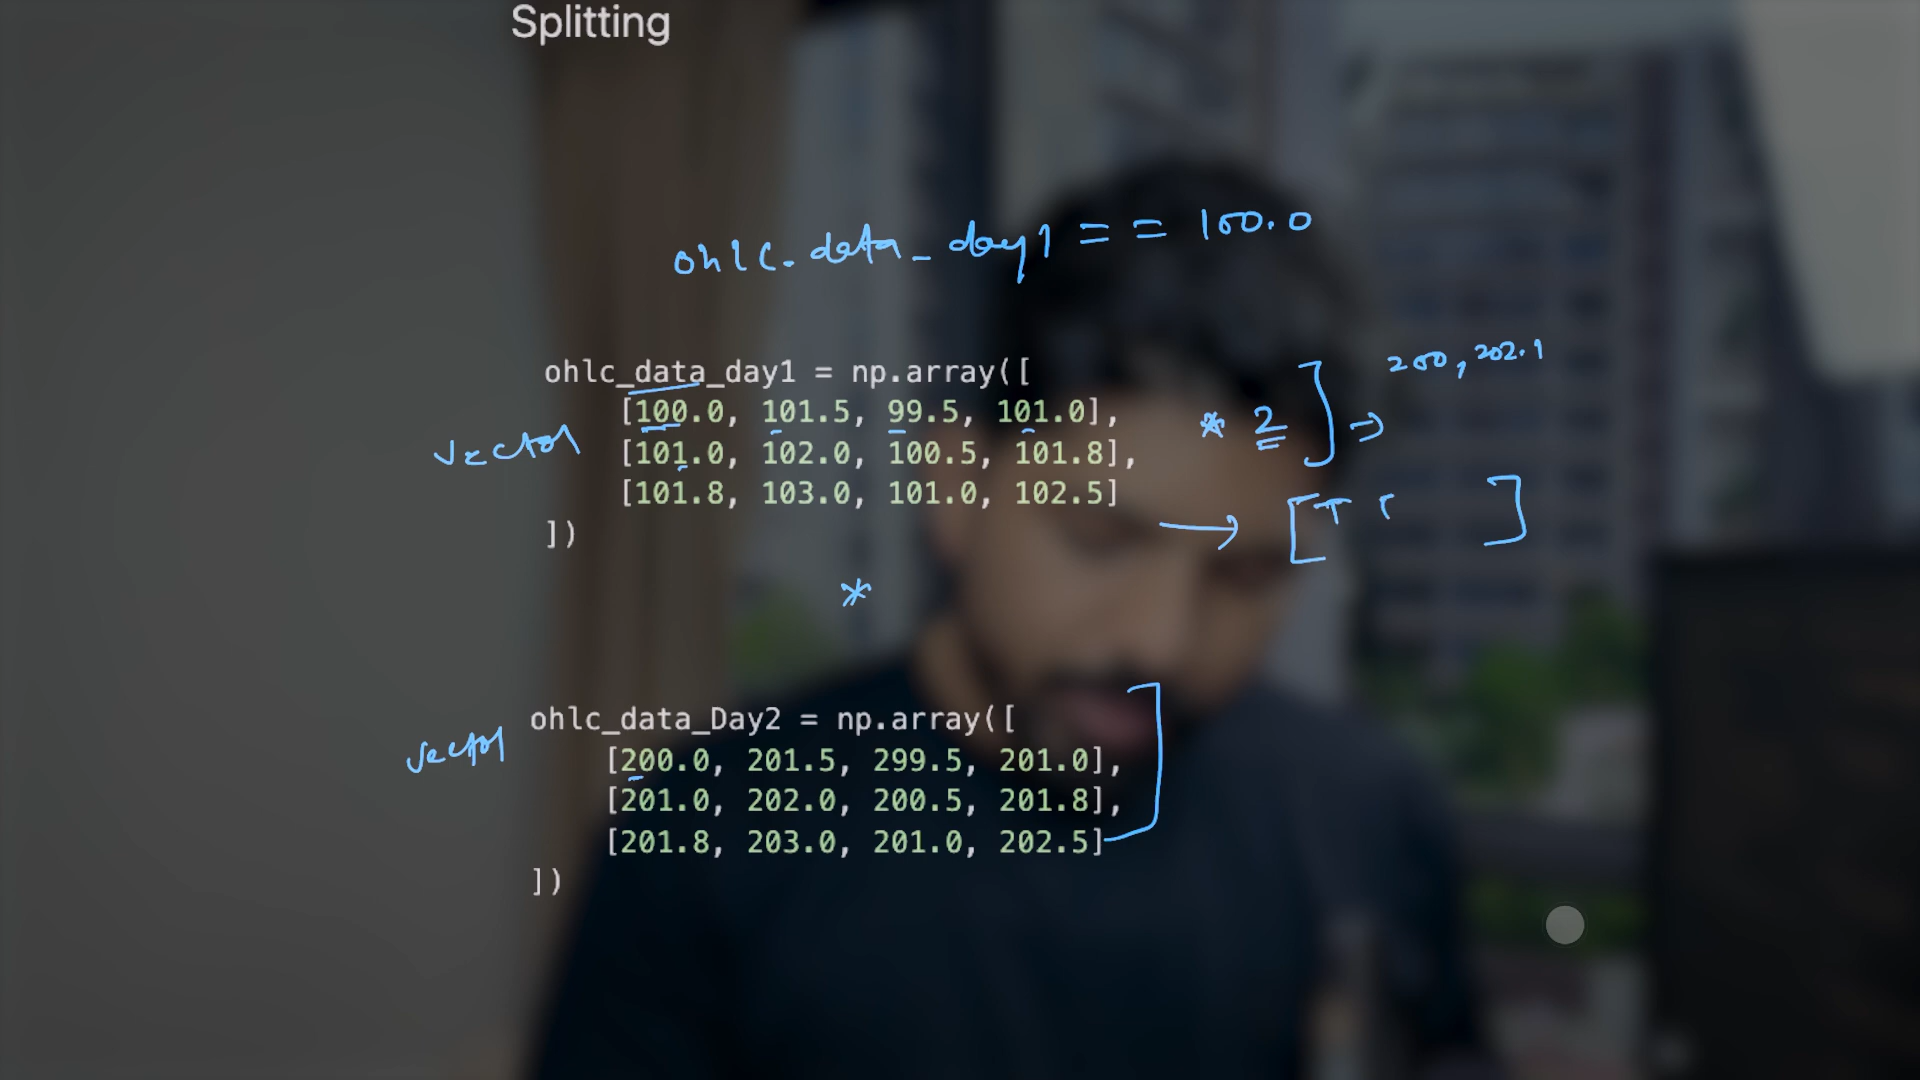 Splitting
ohlc_data_day1 == 100.0
ohlc_data_day1 = np.array([
200, 202.1
[100.0, 101.5, 99.5, 101.0],
* 2 ] →
vector
[101.0, 102.0, 100.5, 101.8],
[101.8, 103.0, 101.0, 102.5]
→ [ T ]
])
*
ohlc_data_Day2 = np.array([
vector
[200.0, 201.5, 299.5, 201.0],
[201.0, 202.0, 200.5, 201.8],
[201.8, 203.0, 201.0, 202.5]
])